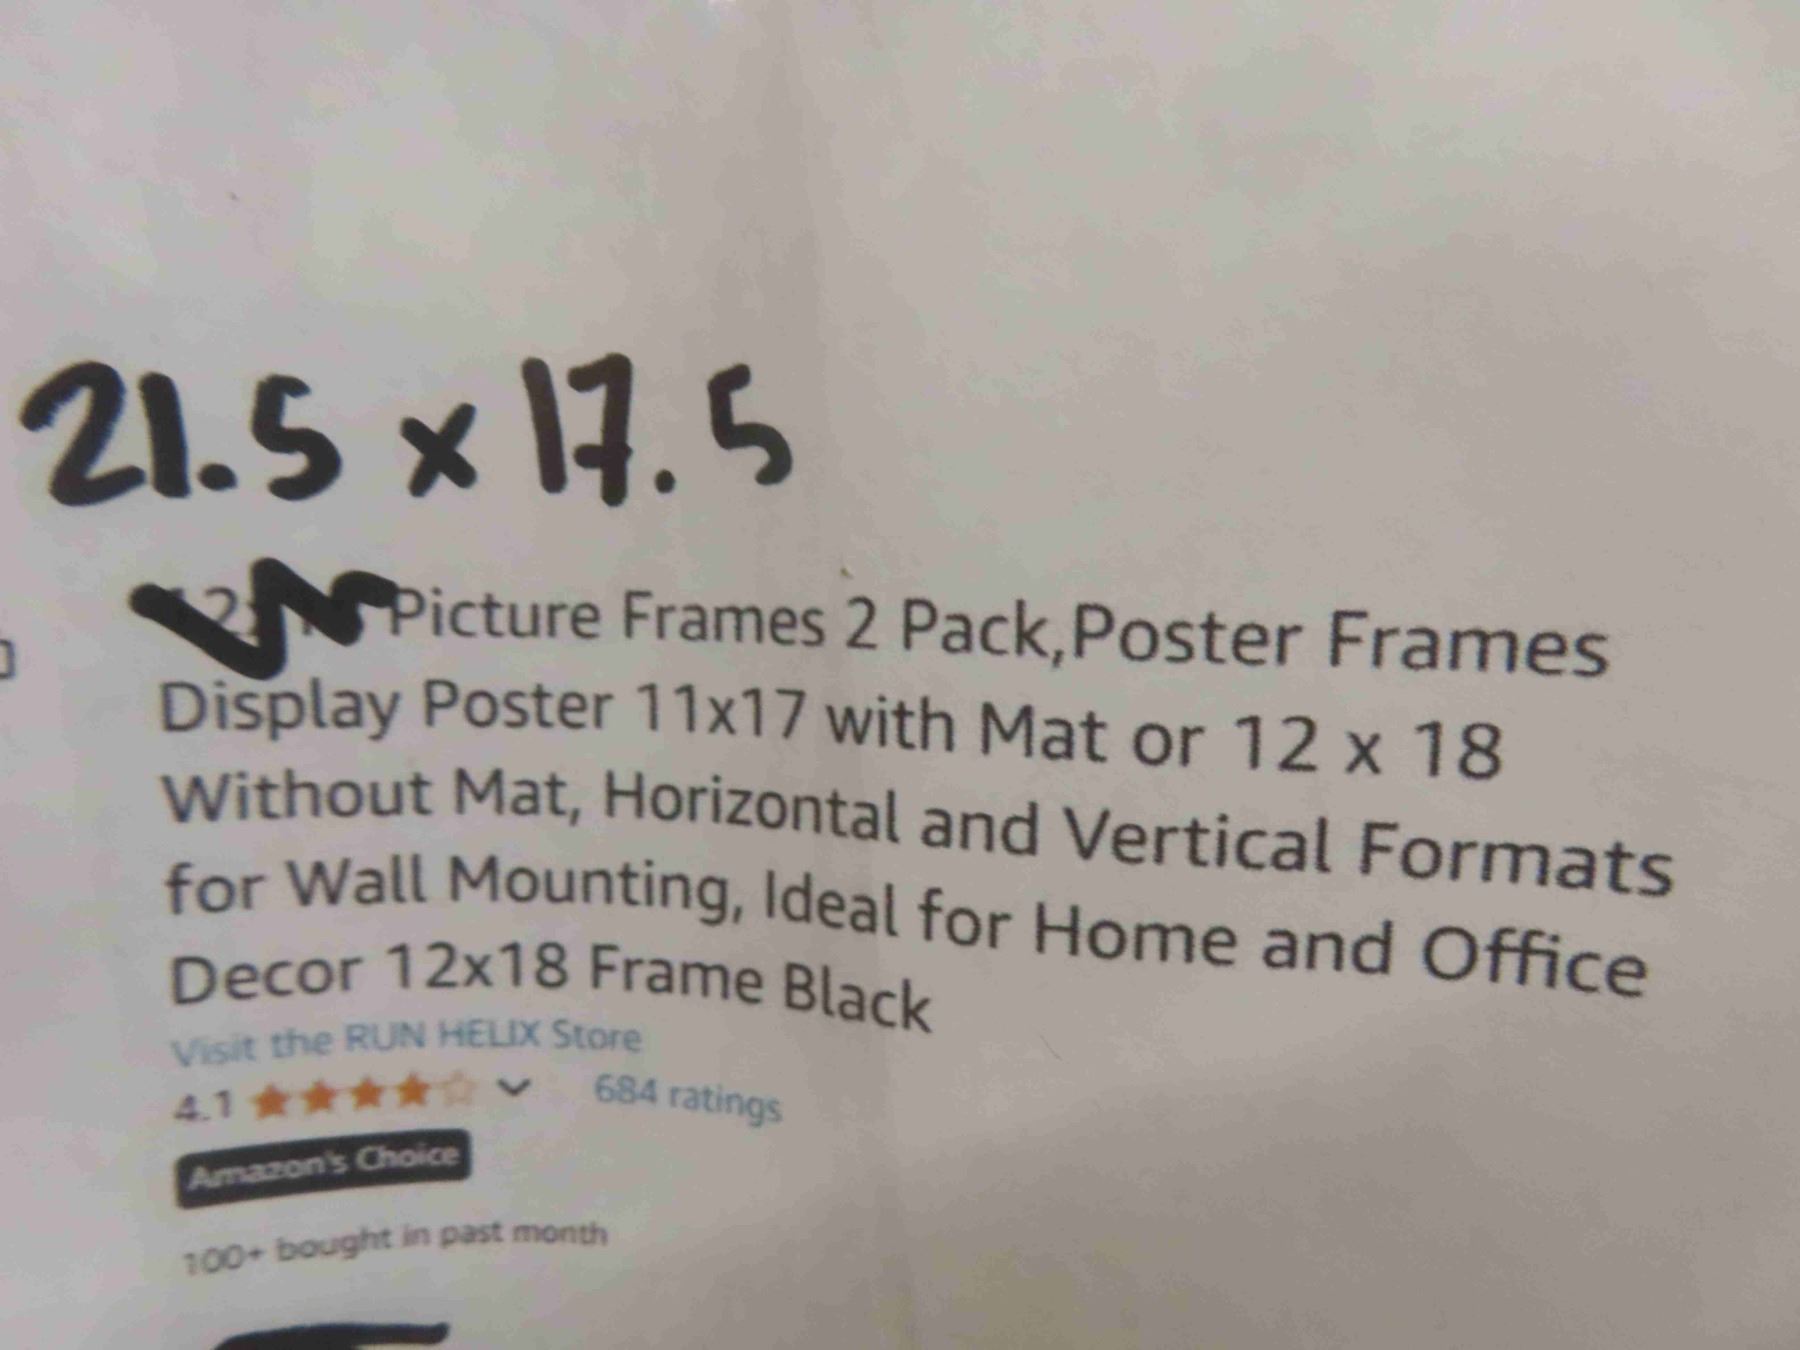 21.5 x 17.5
Picture Frames 2 Pack,Poster Frames
Display Poster 11x17 with Mat or 12 x 18
Without Mat, Horizontal and Vertical Formats
for Wall Mounting, Ideal for Home and Office
Decor 12x18 Frame Black
Visit the RUN HELIX Store
4.1 684 ratings
Amazon's Choice
100+ bought in past month